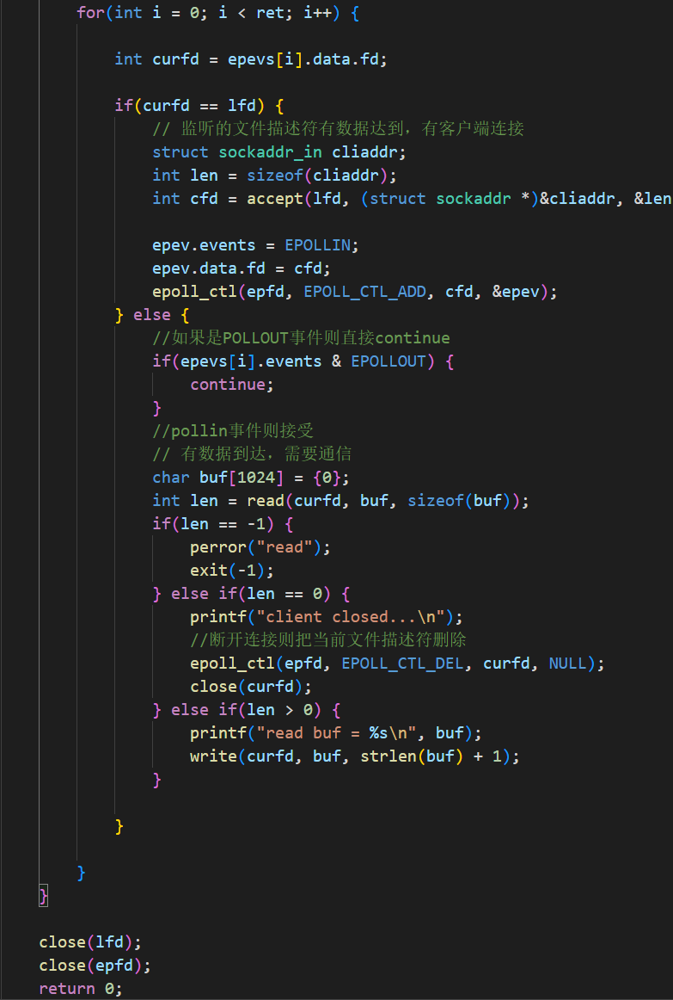 for(int i = 0; i < ret; i++) {
int curfd = epevs[i].data.fd;
if(curfd == lfd) {
// 监听的文件描述符有数据达到，有客户端连接
struct sockaddr_in cliaddr;
int len = sizeof(cliaddr);
int cfd = accept(lfd, (struct sockaddr *)&cliaddr, &len
epev.events = EPOLLIN;
epev.data.fd = cfd;
epoll_ctl(epfd, EPOLL_CTL_ADD, cfd, &epev);
} else {
//如果是POLLOUT事件则直接continue
if(epevs[i].events & EPOLLOUT) {
continue;
}
//pollin事件则接受
// 有数据到达，需要通信
char buf[1024] = {0};
int len = read(curfd, buf, sizeof(buf));
if(len == -1) {
perror("read");
exit(-1);
} else if(len == 0) {
printf("client closed...\n");
//断开连接则把当前文件描述符删除
epoll_ctl(epfd, EPOLL_CTL_DEL, curfd, NULL);
close(curfd);
} else if(len > 0) {
printf("read buf = %s\n", buf);
write(curfd, buf, strlen(buf) + 1);
}
}
}
}
close(lfd);
close(epfd);
return 0;